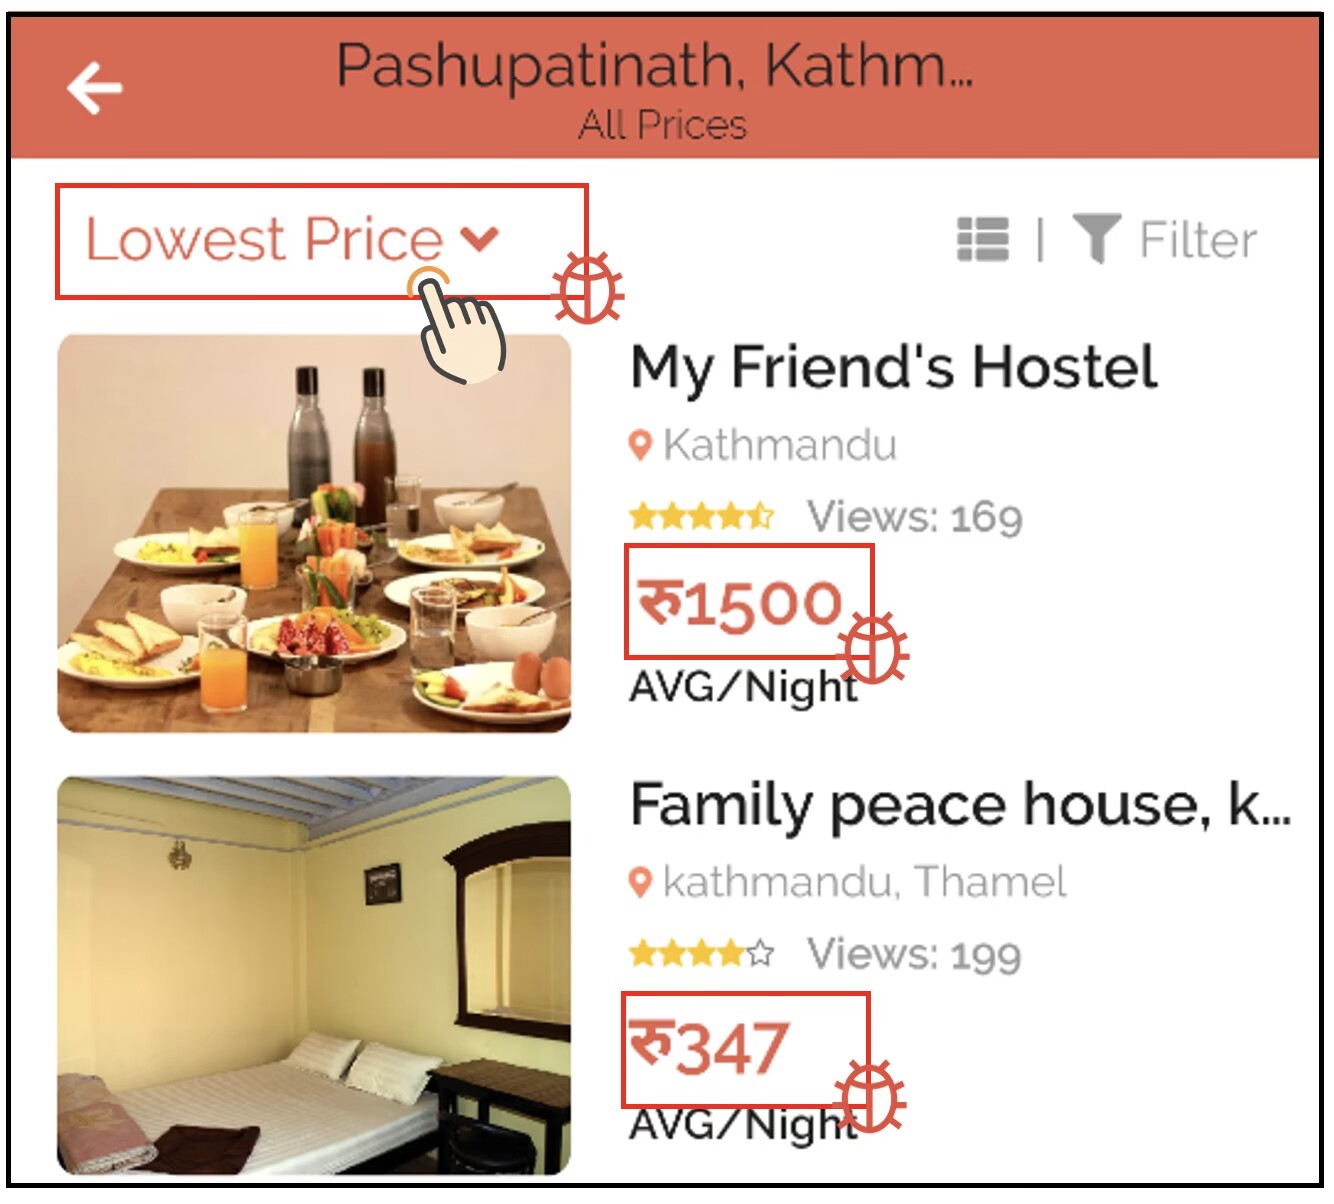 Pashupatinath, Kathm...
All Prices
Lowest Price
| Filter
My Friend's Hostel
Kathmandu
Views: 169
रु1500
AVG/Night
Family peace house, k...
kathmandu, Thamel
Views: 199
रु347
AVG/Night